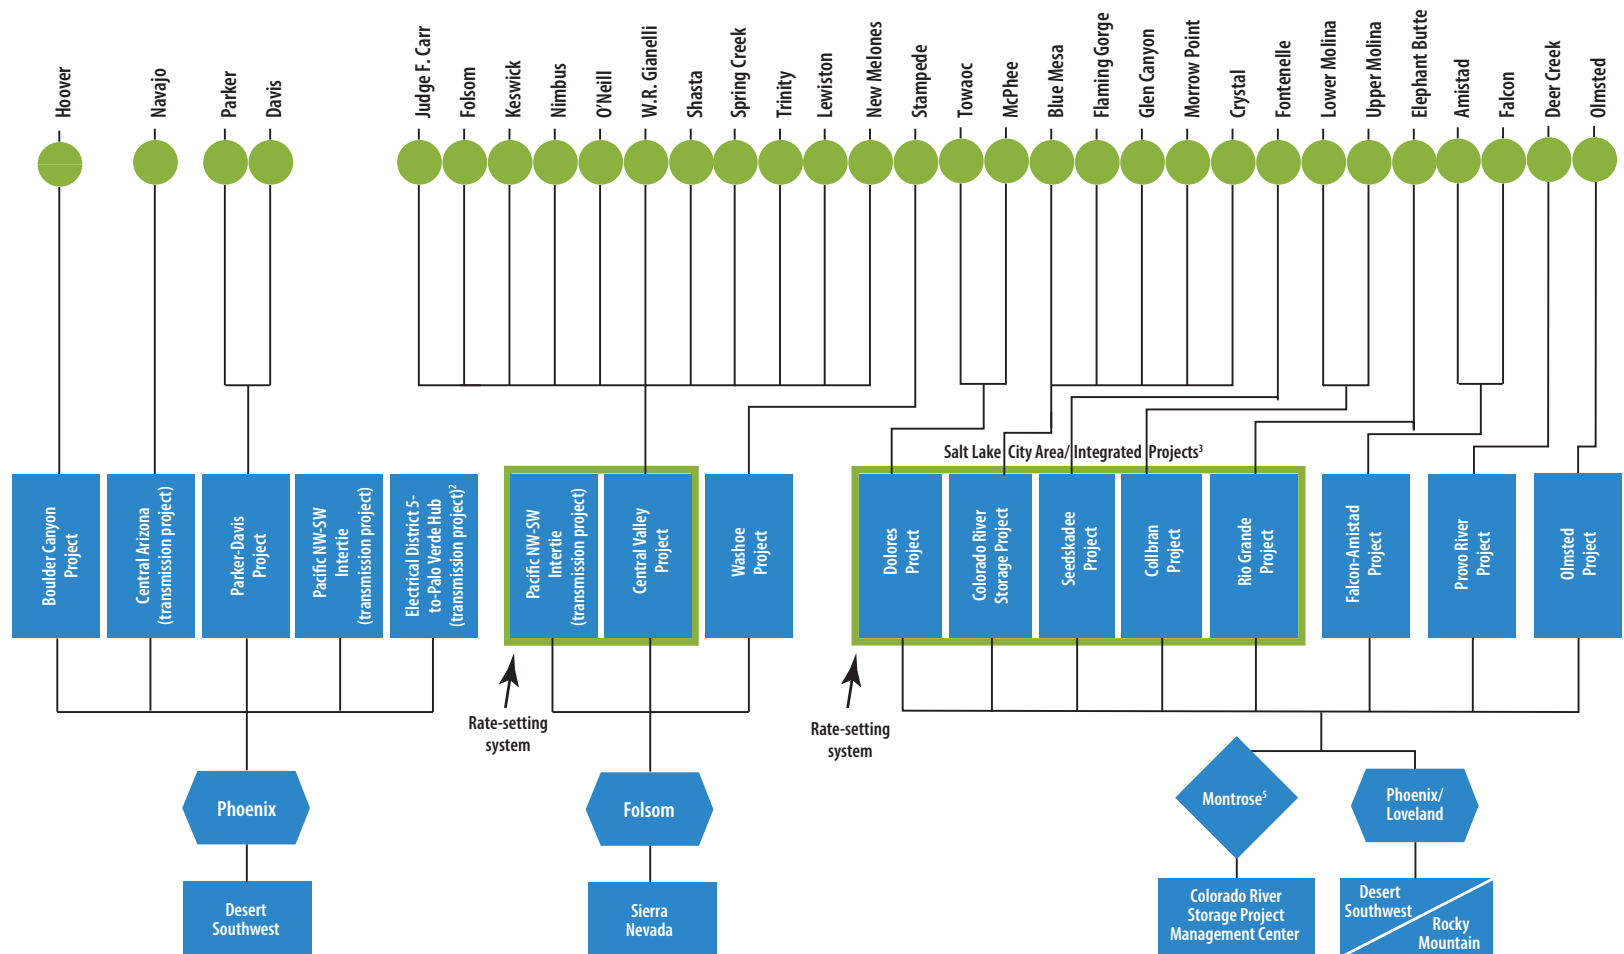 Hoover
Navajo
Parker
Davis
Judge F. Carr
Folsom
Keswick
Nimbus
O'Neill
W.R. Gianelli
Shasta
Spring Creek
Trinity
Lewiston
New Melones
Stampede
Towaoc
McPhee
Blue Mesa
Flaming Gorge
Glen Canyon
Morrow Point
Crystal
Fontenelle
Lower Molina
Upper Molina
Elephant Butte
Amistad
Falcon
Deer Creek
Olmsted
Salt Lake City Area/ Integrated Projects³
Boulder Canyon
Project
Central Arizona
(transmission project)
Parker-Davis
Project
Pacific NW-SW
Intertie
(transmission project)
Electrical District 5-
to-Palo Verde Hub
(transmission project)²
Pacific NW-SW
Intertie
(transmission project)
Central Valley
Project
Washoe
Project
Dolores
Project
Colorado River
Storage Project
Seedskadee
Project
Collbran
Project
Rio Grande
Project
Falcon-Amistad
Project
Provo River
Project
Olmsted
Project
Rate-setting
system
Rate-setting
system
Phoenix
Folsom
Montrose⁵
Phoenix/
Loveland
Desert
Southwest
Sierra
Nevada
Colorado River
Storage Project
Management Center
Desert
Southwest
Rocky
Mountain